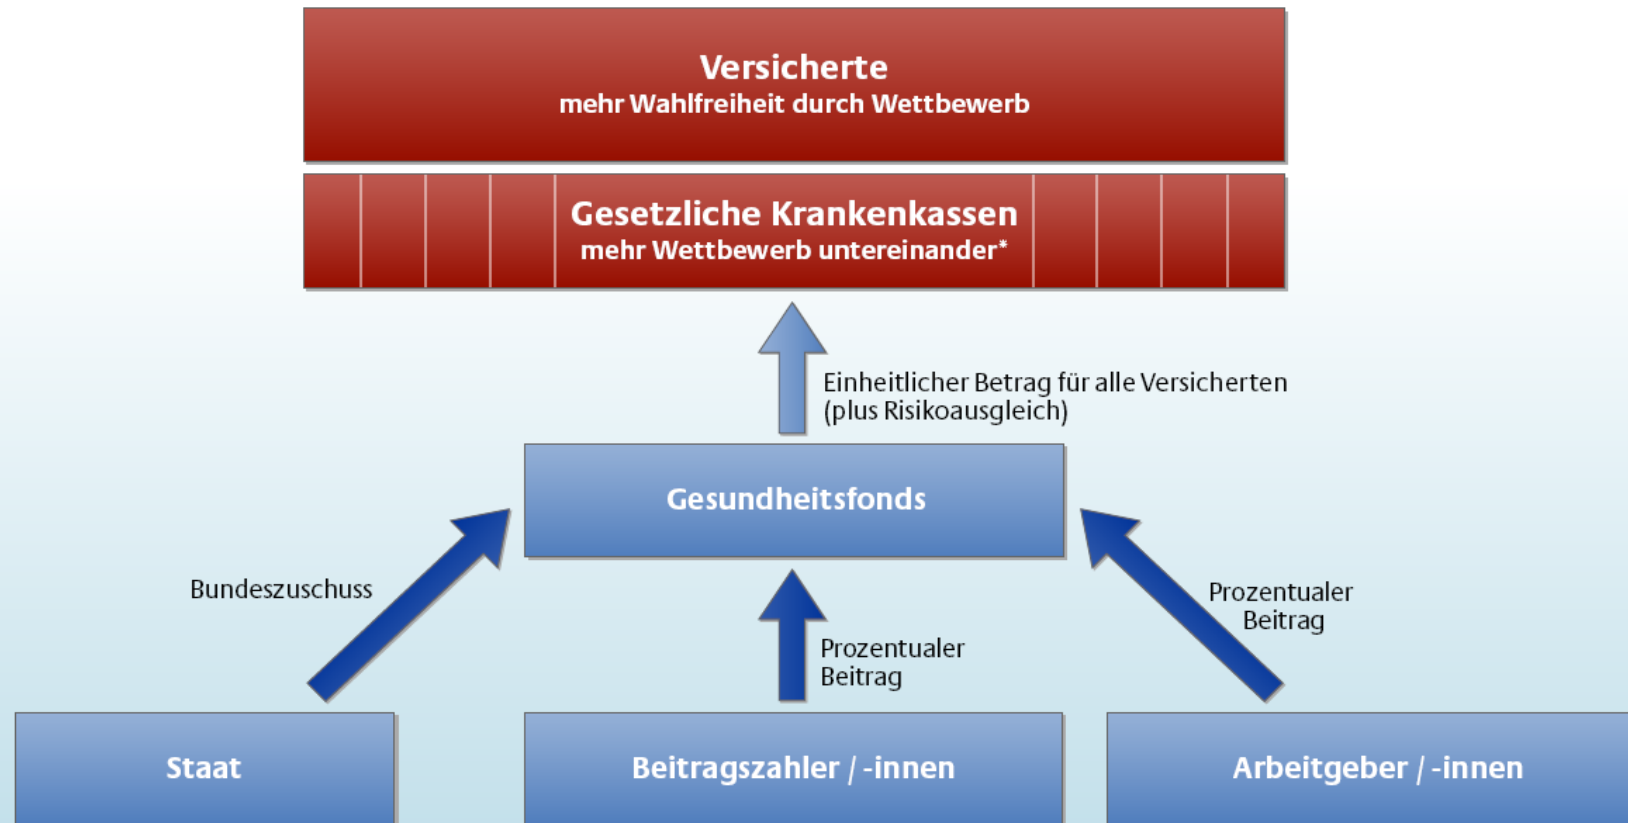 Versicherte
mehr Wahlfreiheit durch Wettbewerb
Gesetzliche Krankenkassen
mehr Wettbewerb untereinander*
Einheitlicher Betrag für alle Versicherten
(plus Risikoausgleich)
Gesundheitsfonds
Bundeszuschuss
Prozentualer
Beitrag
Prozentualer
Beitrag
Staat
Beitragszahler / -innen
Arbeitgeber / -innen